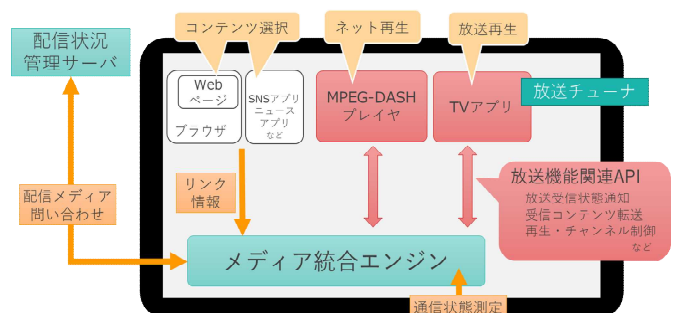 コンテンツ選択
ネット再生
放送再生
配信状況
管理サーバ
Web
ページ
ブラウザ
SNSアプリ
ニュース
アプリ
など
MPEG-DASH
プレイヤ
TVアプリ
放送チューナ
配信メディア
問い合わせ
リンク
情報
放送機能関連API
放送受信状態通知
受信コンテンツ転送
再生・チャンネル制御
など
メディア統合エンジン
通信状態測定